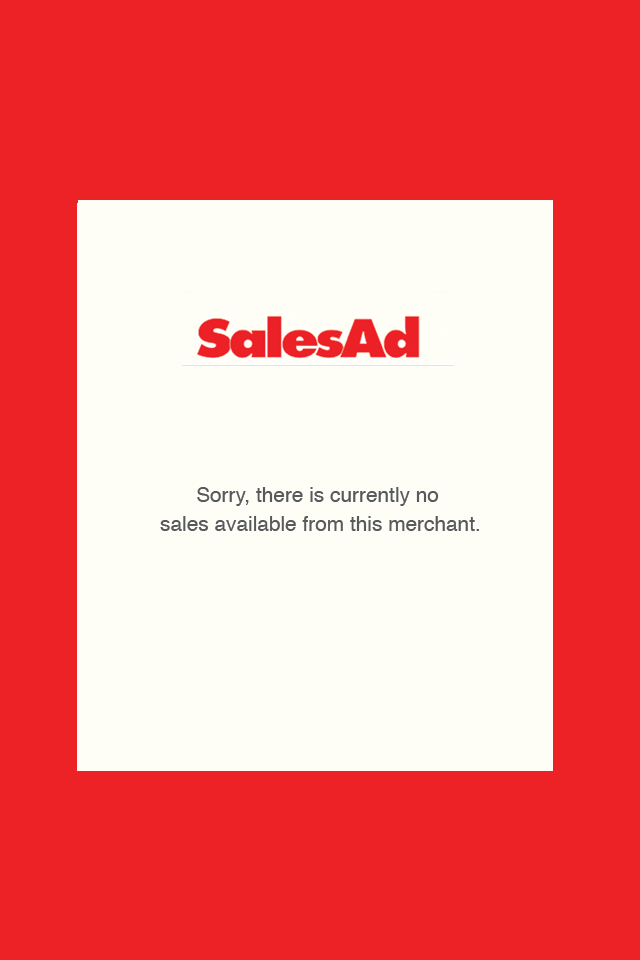 SalesAd
Sorry, there is currently no
sales available from this merchant.